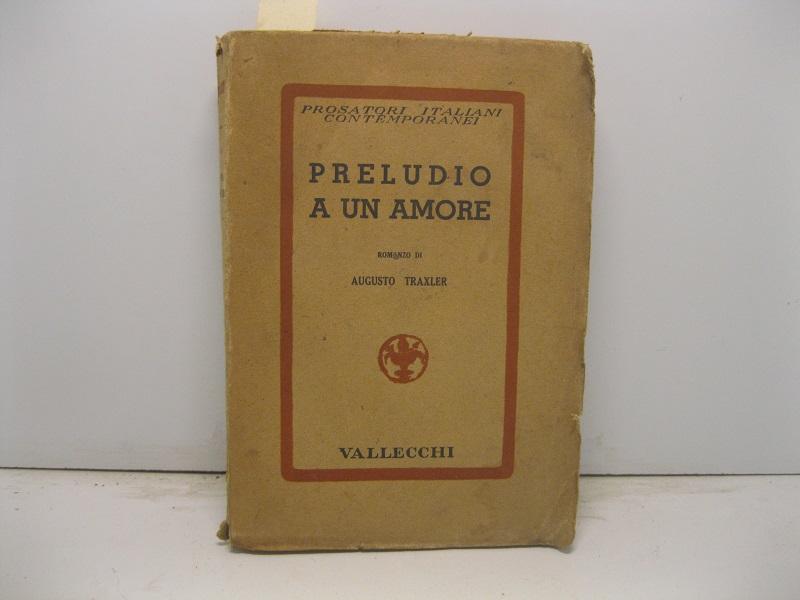 PROSATORI ITALIANI
CONTEMPORANEI
PRELUDIO
A UN AMORE
ROMANZO DI
AUGUSTO TRAXLER
VALLECCHI